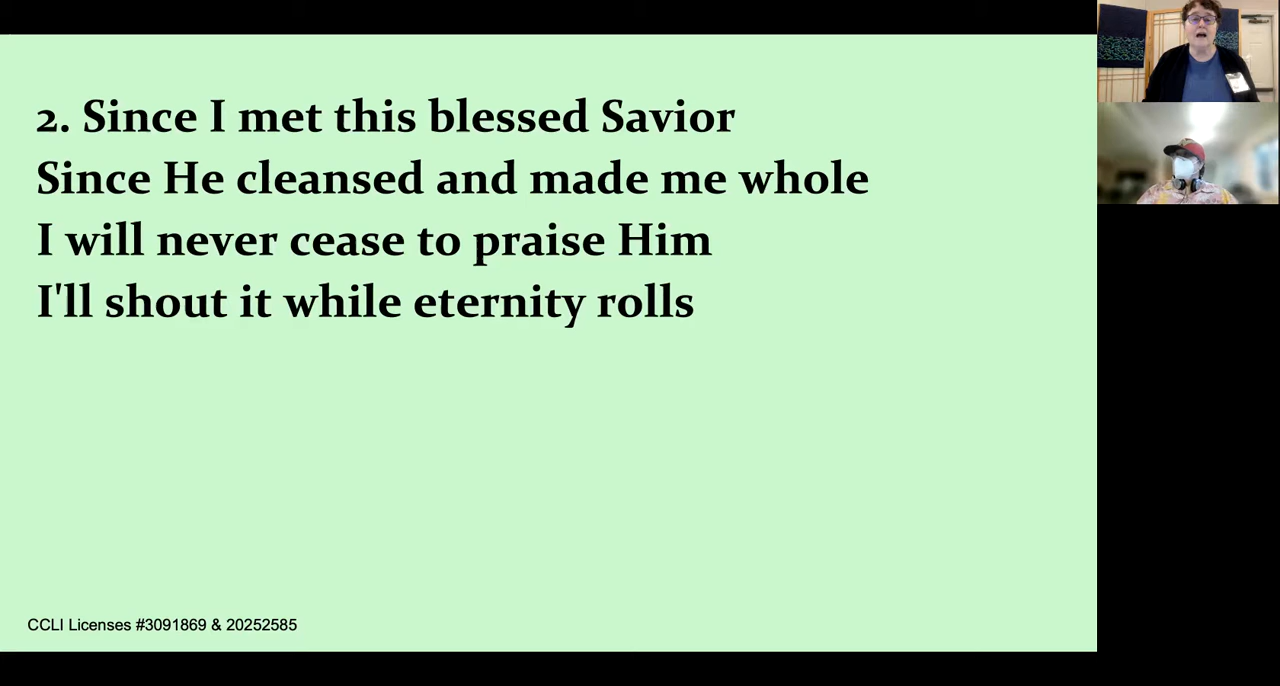 2. Since I met this blessed Savior
Since He cleansed and made me whole
I will never cease to praise Him
I'll shout it while eternity rolls
CCLI Licenses #3091869 & 20252585